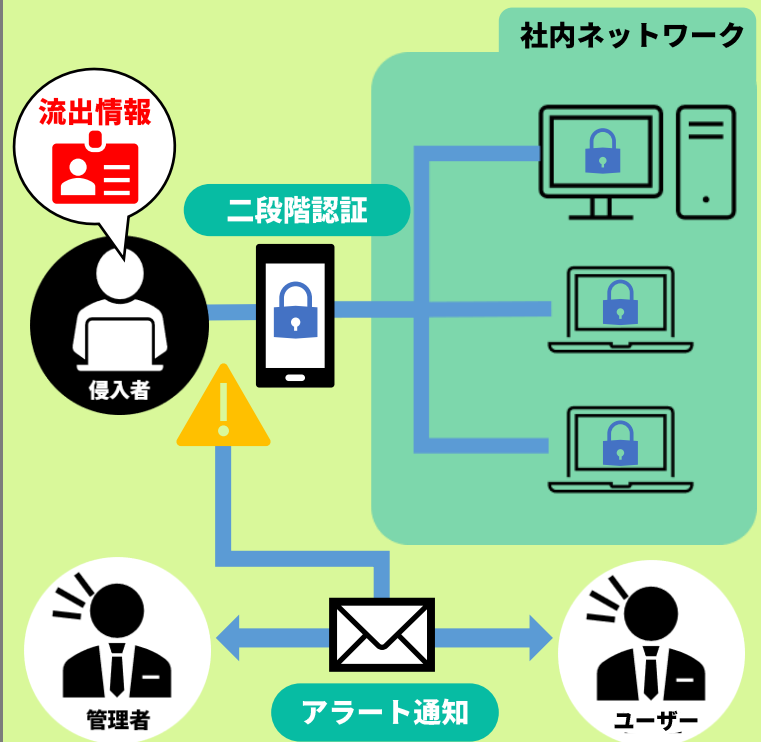 社内ネットワーク
流出情報
二段階認証
侵入者
管理者
アラート通知
ユーザー